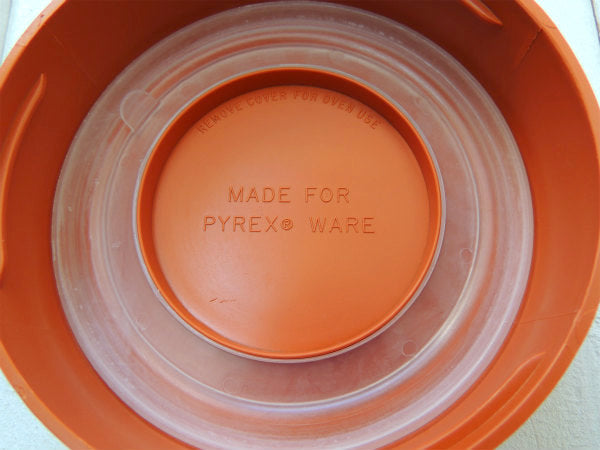 REMOVE COVER FOR OVEN USE
MADE FOR
PYREX® WARE